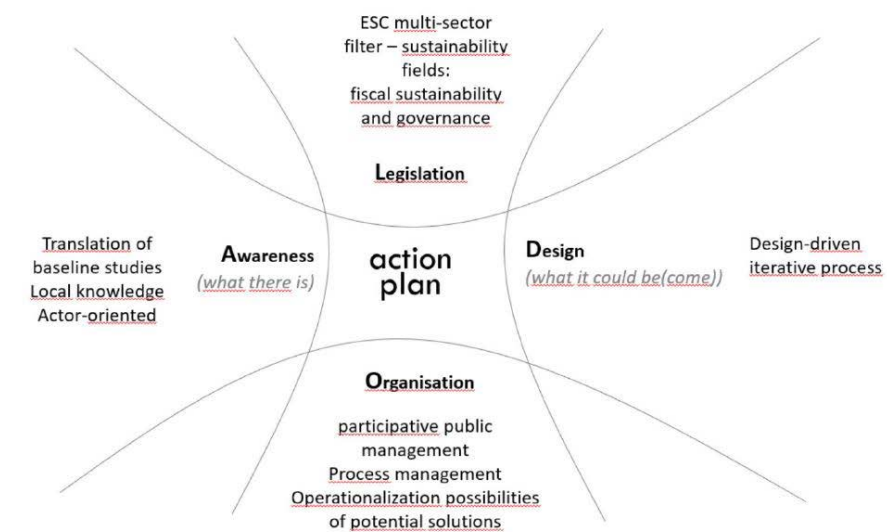 ESC multi-sector
filter – sustainability
fields:
fiscal sustainability
and governance
Legislation
Translation of
baseline studies
Local knowledge
Actor-oriented
Awareness
(what there is)
action
plan
Design
(what it could be(come))
Design-driven
iterative process
Organisation
participative public
management
Process management
Operationalization possibilities
of potential solutions